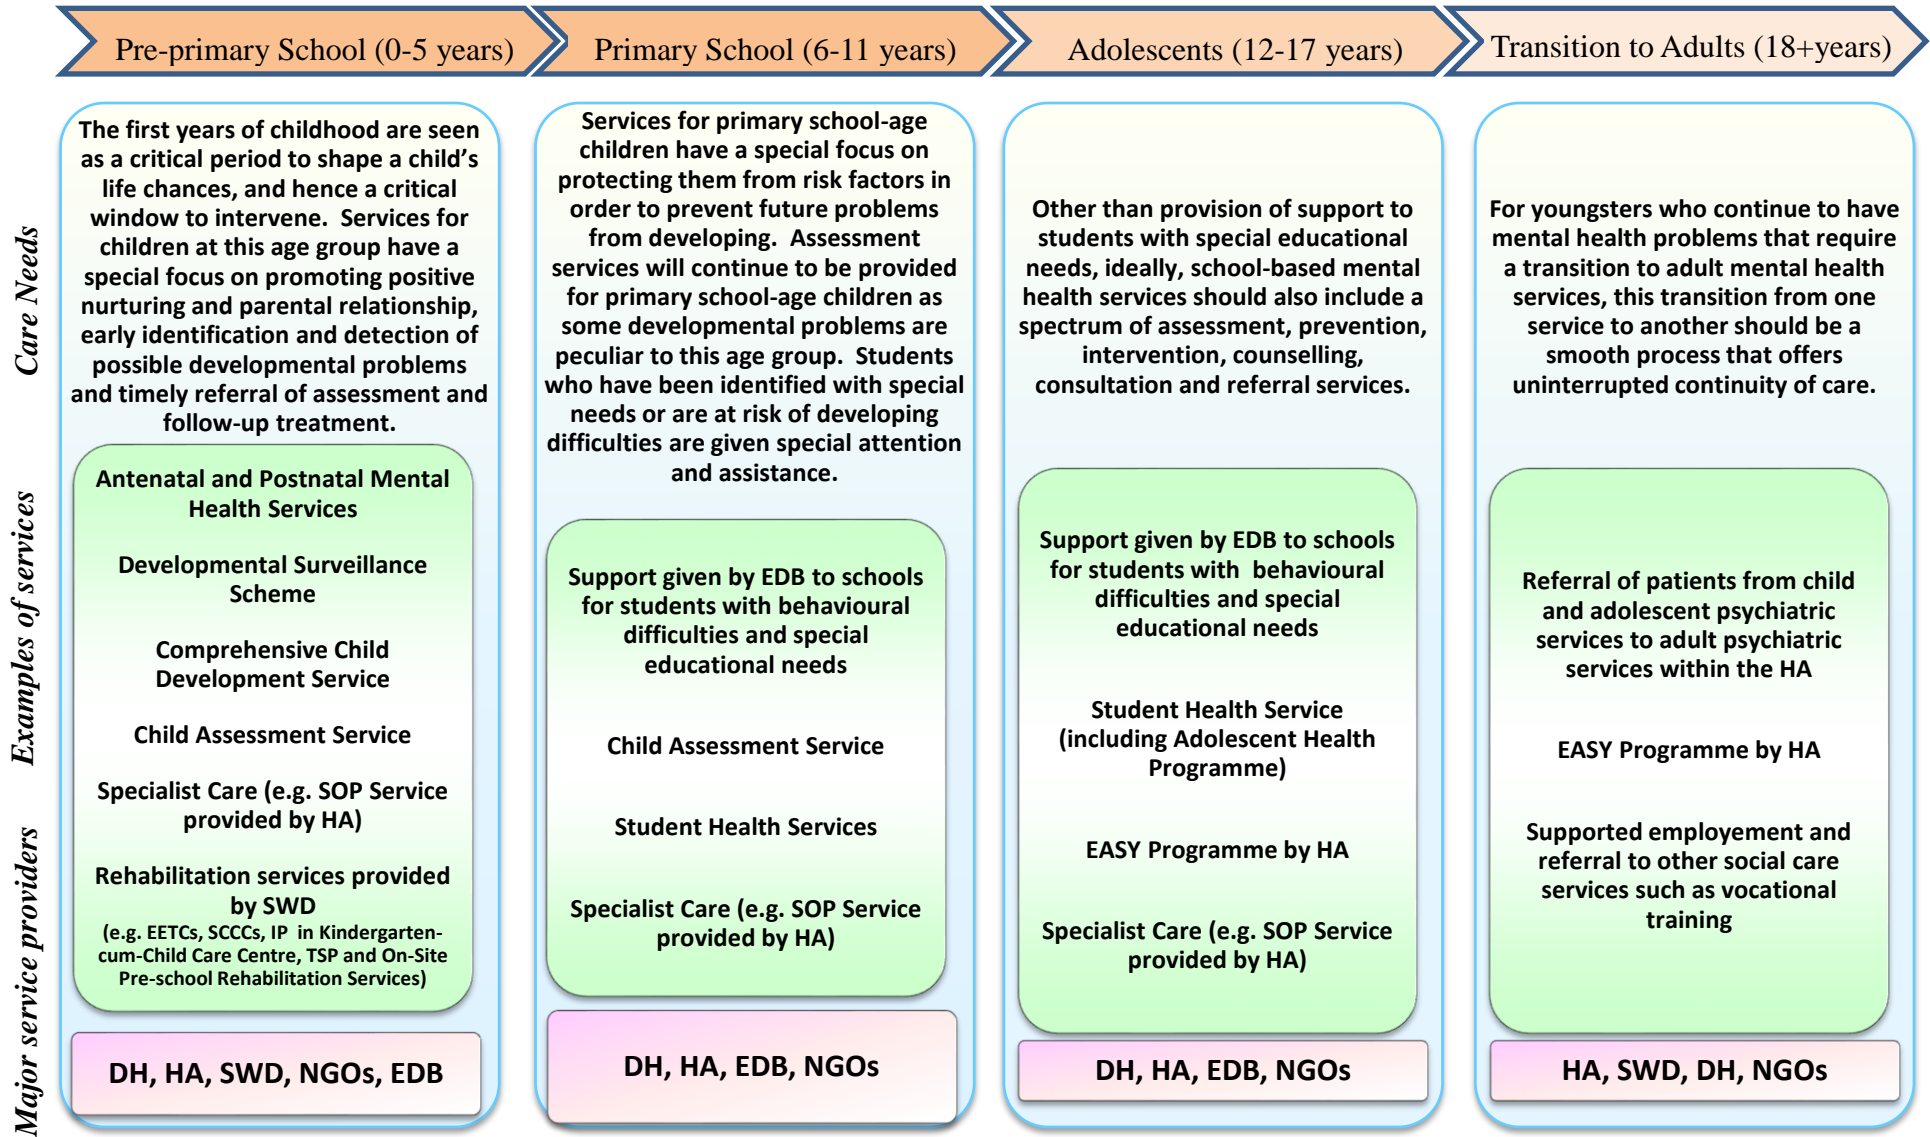 Pre-primary School (0-5 years)
Primary School (6-11 years)
Adolescents (12-17 years)
Transition to Adults (18+years)
Care Needs
The first years of childhood are seen
as a critical period to shape a child's
life chances, and hence a critical
window to intervene.  Services for
children at this age group have a
special focus on promoting positive
nurturing and parental relationship,
early identification and detection of
possible developmental problems
and timely referral of assessment and
follow-up treatment.
Services for primary school-age
children have a special focus on
protecting them from risk factors in
order to prevent future problems
from developing.  Assessment
services will continue to be provided
for primary school-age children as
some developmental problems are
peculiar to this age group.  Students
who have been identified with special
needs or are at risk of developing
difficulties are given special attention
and assistance.
Other than provision of support to
students with special educational
needs, ideally, school-based mental
health services should also include a
spectrum of assessment, prevention,
intervention, counselling,
consultation and referral services.
For youngsters who continue to have
mental health problems that require
a transition to adult mental health
services, this transition from one
service to another should be a
smooth process that offers
uninterrupted continuity of care.
Examples of services
Antenatal and Postnatal Mental
Health Services
Developmental Surveillance
Scheme
Comprehensive Child
Development Service
Child Assessment Service
Specialist Care (e.g. SOP Service
provided by HA)
Rehabilitation services provided
by SWD
(e.g. EETCs, SCCCs, IP  in Kindergarten-
cum-Child Care Centre, TSP and On-Site
Pre-school Rehabilitation Services)
Support given by EDB to schools
for students with behavioural
difficulties and special
educational needs
Child Assessment Service
Student Health Services
Specialist Care (e.g. SOP Service
provided by HA)
Support given by EDB to schools
for students with  behavioural
difficulties and special
educational needs
Student Health Service
(including Adolescent Health
Programme)
EASY Programme by HA
Specialist Care (e.g. SOP Service
provided by HA)
Referral of patients from child
and adolescent psychiatric
services to adult psychiatric
services within the HA
EASY Programme by HA
Supported employement and
referral to other social care
services such as vocational
training
Major service providers
DH, HA, SWD, NGOs, EDB
DH, HA, EDB, NGOs
DH, HA, EDB, NGOs
HA, SWD, DH, NGOs